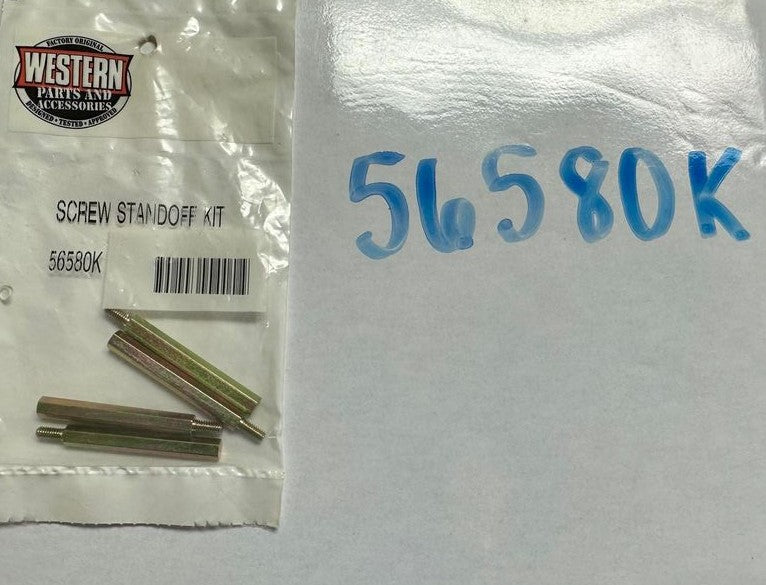 FACTORY ORIGINAL
WESTERN
PARTS AND
ACCESSORIES
DESIGNED • TESTED • APPROVED
SCREW STANDOFF KIT
56580K
56580K